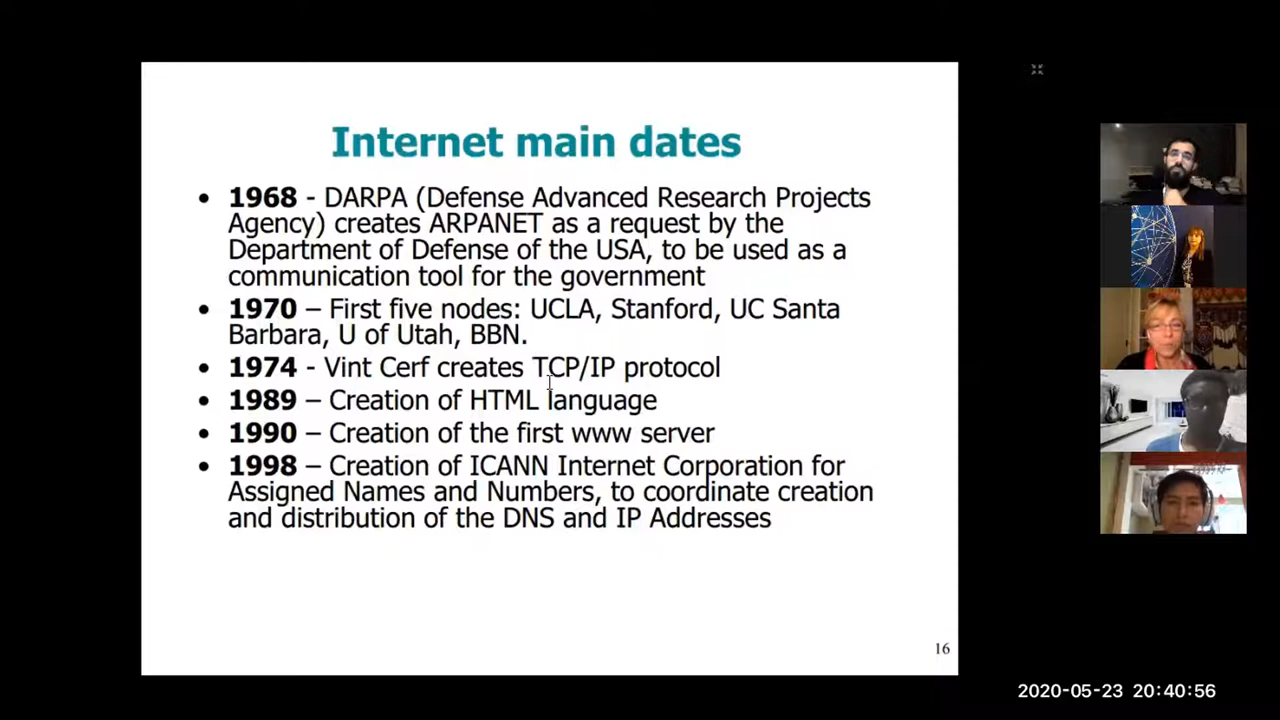 Internet main dates
• 1968 - DARPA (Defense Advanced Research Projects
Agency) creates ARPANET as a request by the
Department of Defense of the USA, to be used as a
communication tool for the government
• 1970 – First five nodes: UCLA, Stanford, UC Santa
Barbara, U of Utah, BBN.
• 1974 - Vint Cerf creates TCP/IP protocol
• 1989 – Creation of HTML language
• 1990 – Creation of the first www server
• 1998 – Creation of ICANN Internet Corporation for
Assigned Names and Numbers, to coordinate creation
and distribution of the DNS and IP Addresses
16
2020-05-23 20:40:56